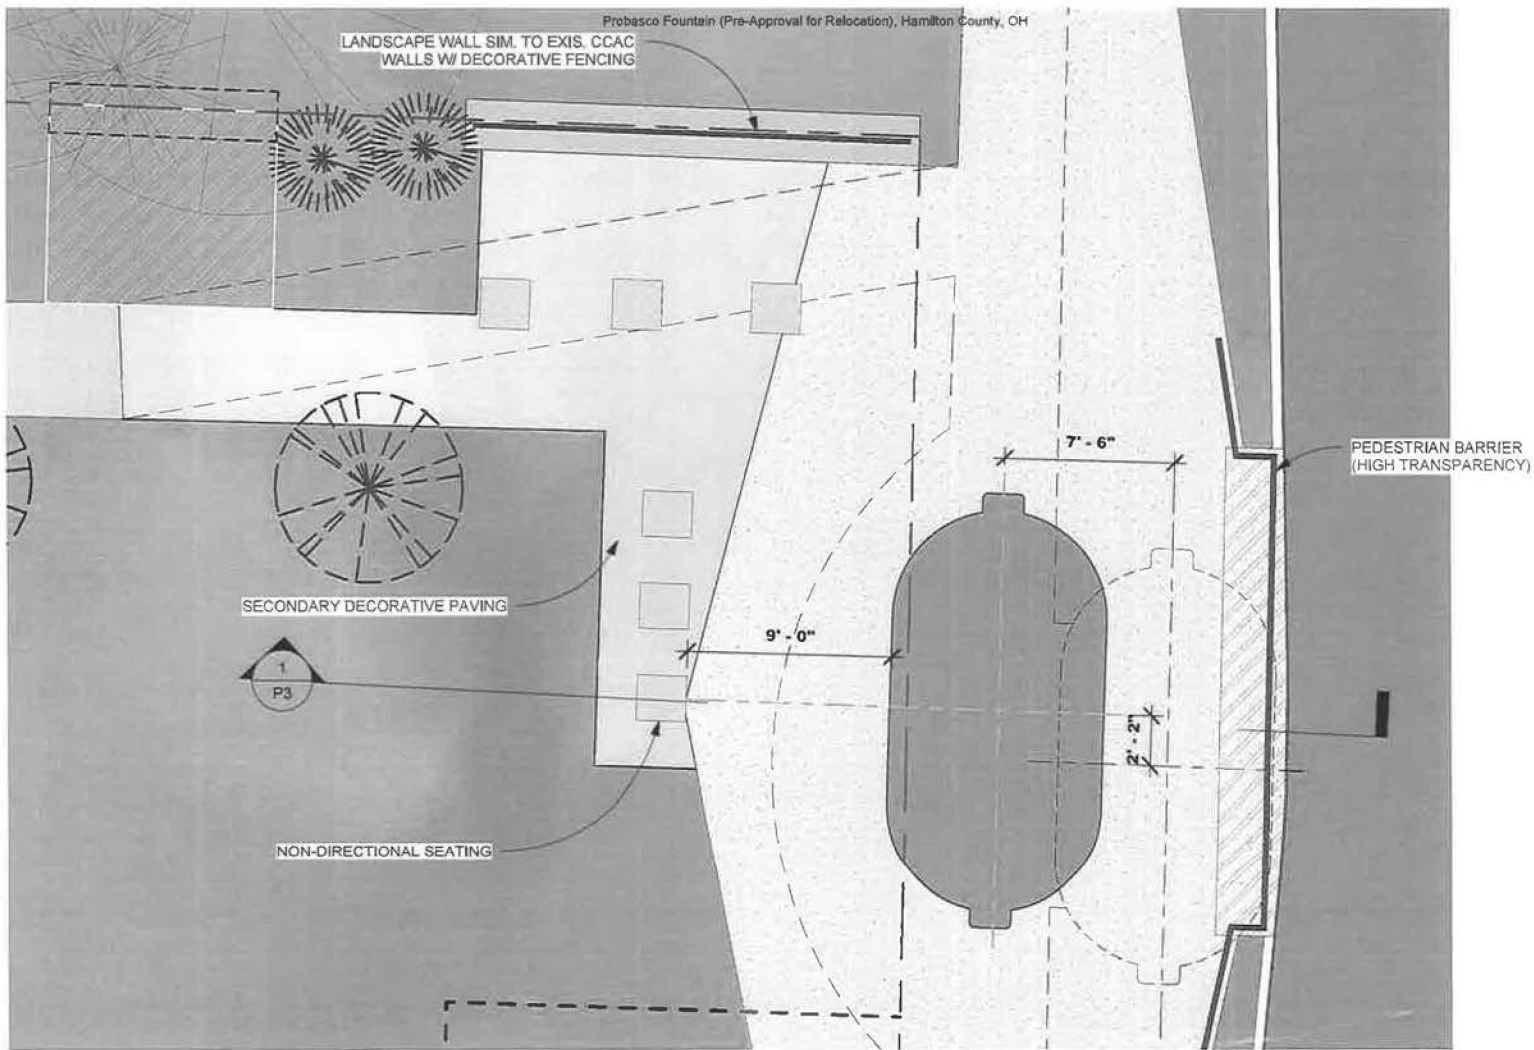 Probasco Fountain (Pre-Approval for Relocation), Hamilton County, OH
LANDSCAPE WALL SIM. TO EXIS. CCAC
WALLS W/ DECORATIVE FENCING
7' - 6"
PEDESTRIAN BARRIER
(HIGH TRANSPARENCY)
SECONDARY DECORATIVE PAVING
9' - 0"
1
P3
2' - 2"
NON-DIRECTIONAL SEATING